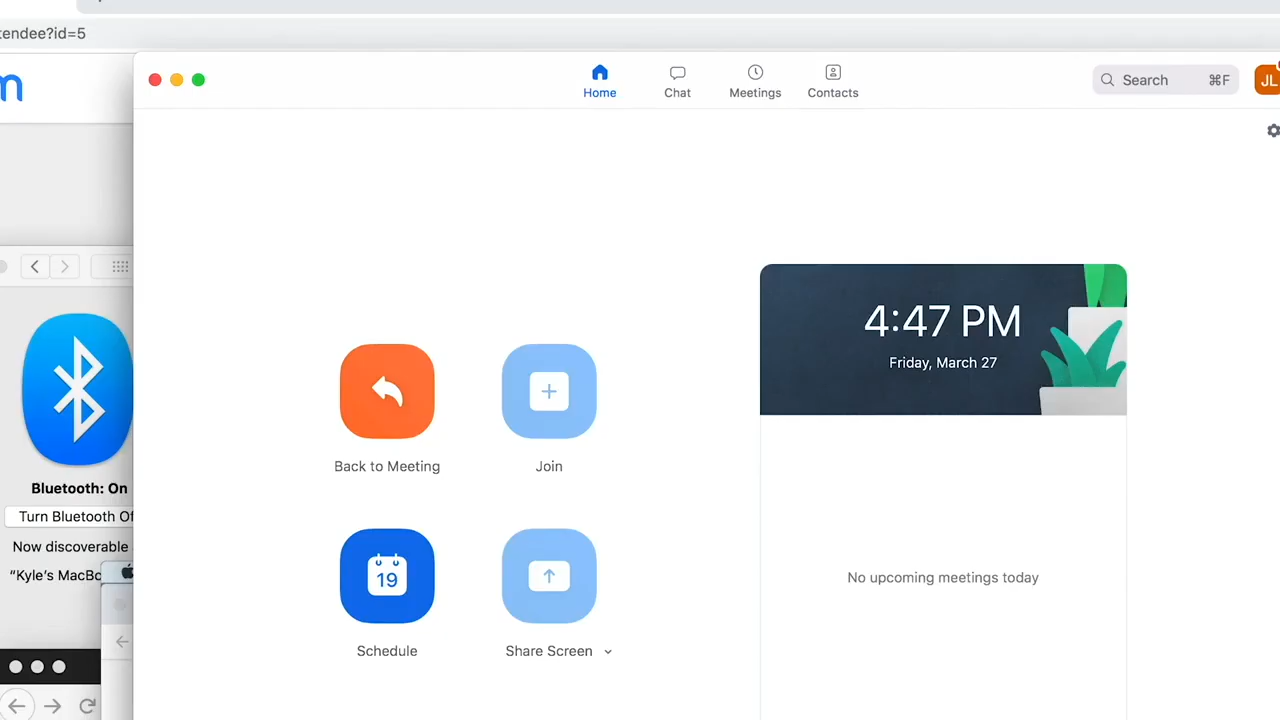 tendee?id=5
m
Home
Chat
Meetings
Contacts
Search ⌘F
JL
4:47 PM
Friday, March 27
Back to Meeting
Join
Bluetooth: On
Turn Bluetooth Of
Now discoverable
“Kyle’s MacBo
19
No upcoming meetings today
Schedule
Share Screen